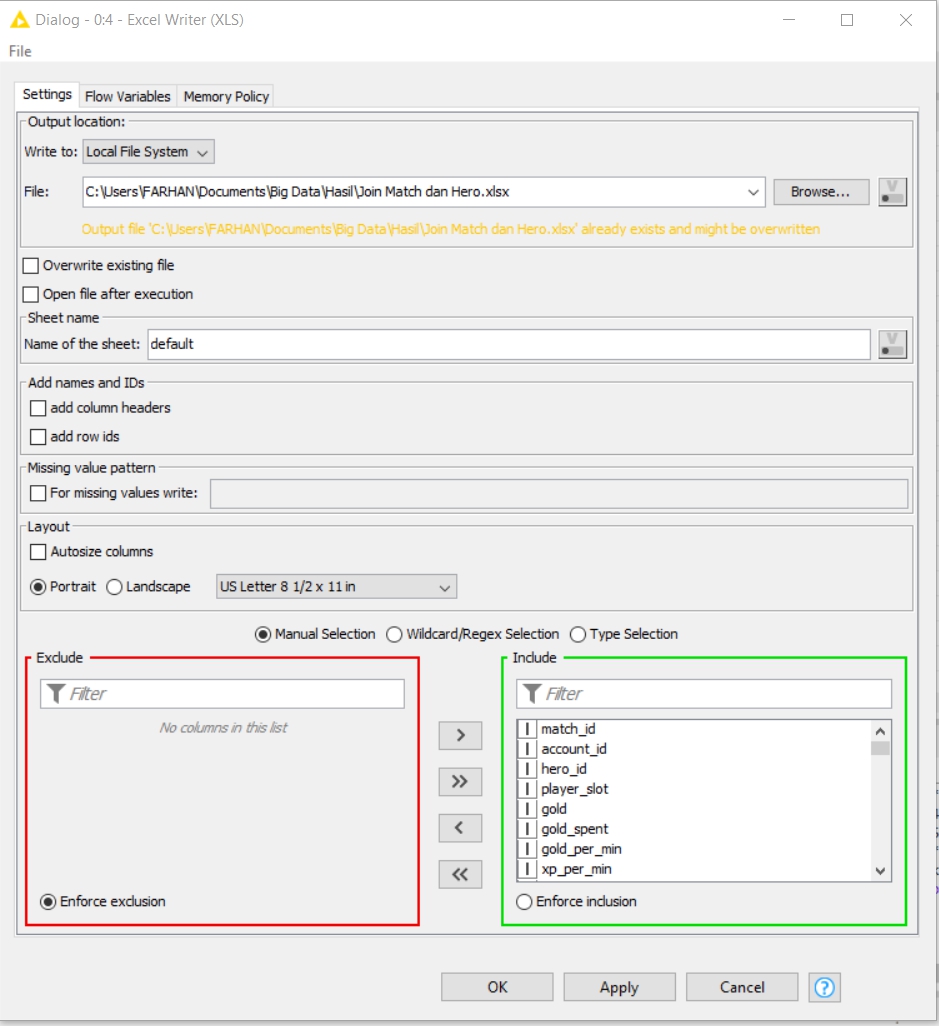 Dialog - 0:4 - Excel Writer (XLS)
File
Settings Flow Variables Memory Policy
Output location:
Write to: Local File System
File: C:\Users\FARHAN\Documents\Big Data\Hasil\Join Match dan Hero.xlsx Browse... V
Output file 'C:\Users\FARHAN\Documents\Big Data\Hasil\Join Match dan Hero.xlsx' already exists and might be overwritten
Overwrite existing file
Open file after execution
Sheet name
Name of the sheet: default V
Add names and IDs
add column headers
add row ids
Missing value pattern
For missing values write:
Layout
Autosize columns
Portrait Landscape US Letter 8 1/2 x 11 in
Manual Selection Wildcard/Regex Selection Type Selection
Exclude
Filter
No columns in this list
Enforce exclusion
>
>>
<
<<
Include
Filter
I match_id
I account_id
I hero_id
I player_slot
I gold
I gold_spent
I gold_per_min
I xp_per_min
Enforce inclusion
OK Apply Cancel ?